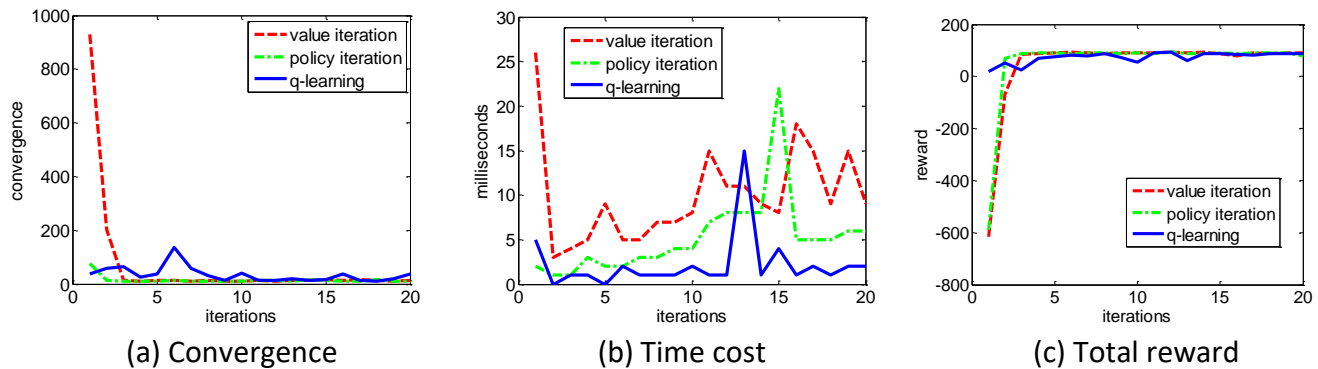 1000
800
600
400
200
0
convergence
value iteration
policy iteration
q-learning
0 5 10 15 20
iterations
(a) Convergence
30
25
20
15
10
5
0
milliseconds
value iteration
policy iteration
q-learning
0 5 10 15 20
iterations
(b) Time cost
200
0
-200
-400
-600
-800
reward
value iteration
policy iteration
q-learning
0 5 10 15 20
iterations
(c) Total reward